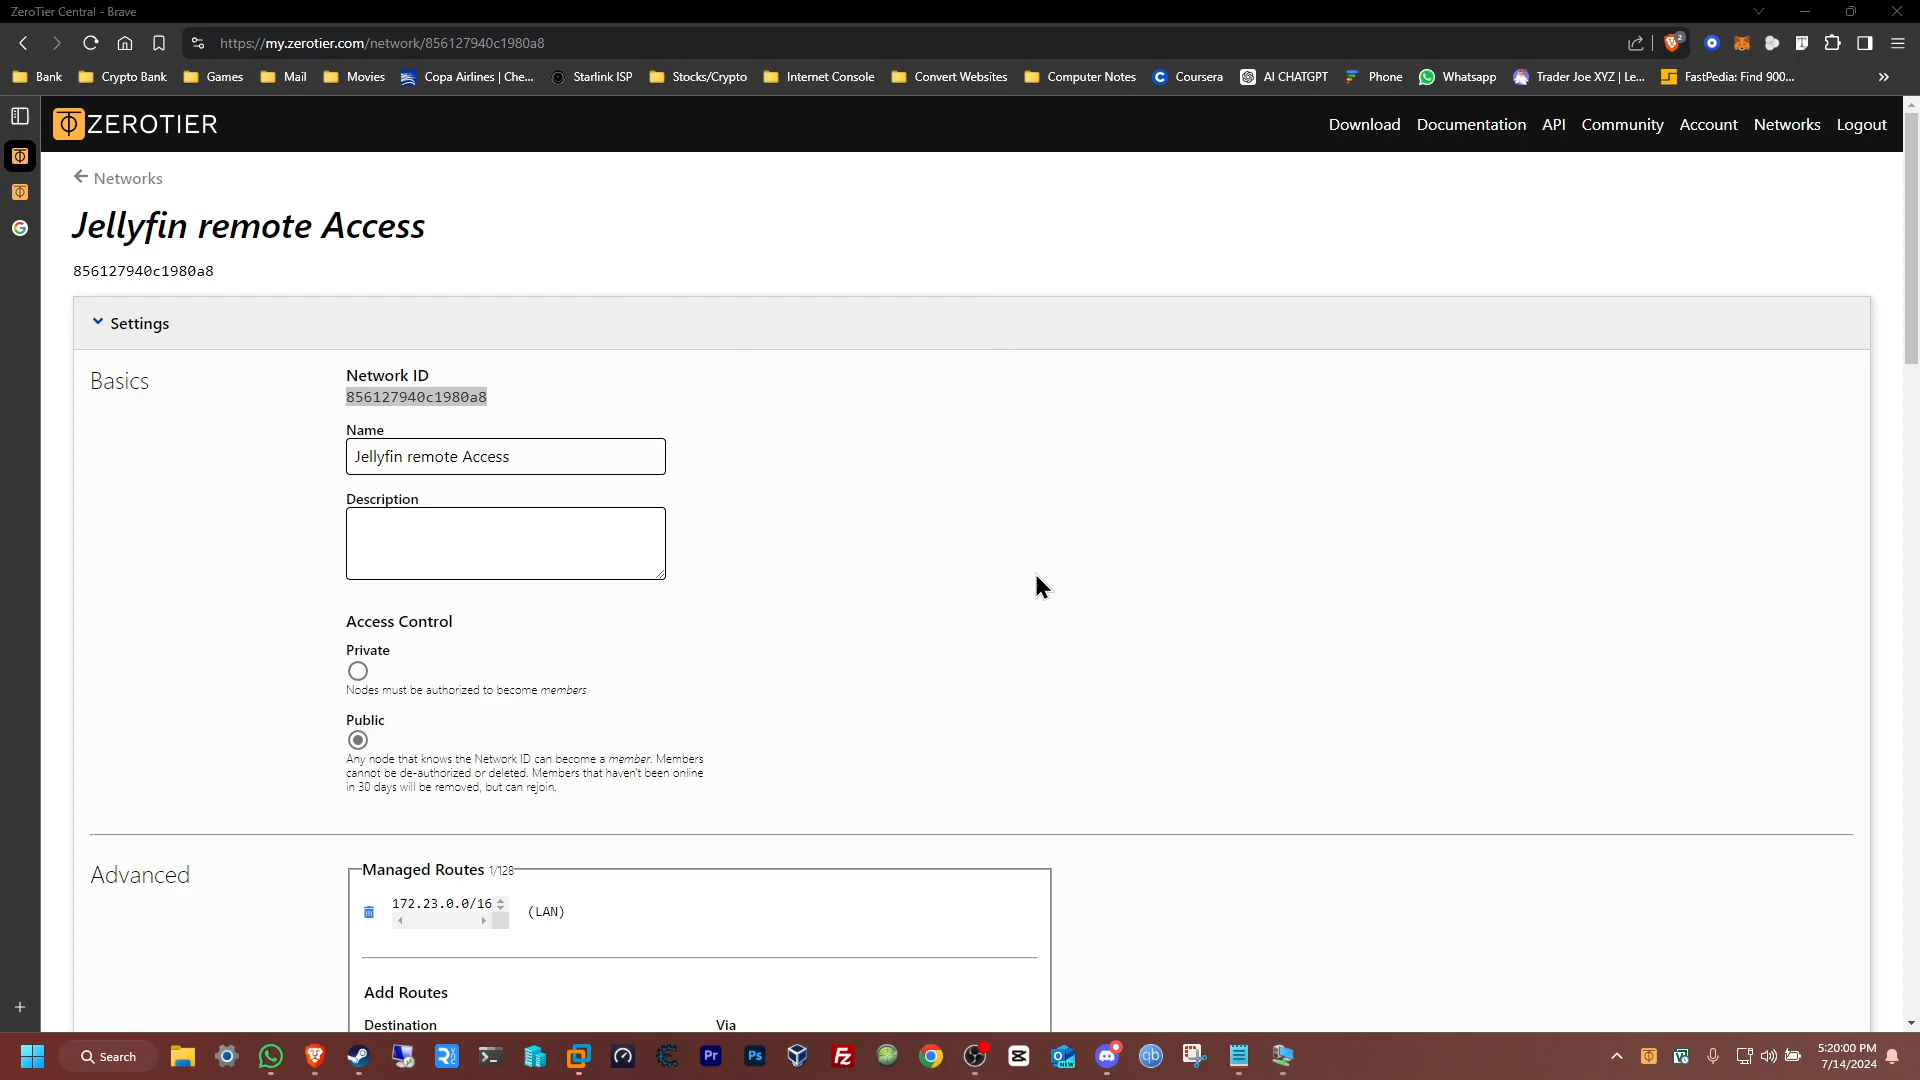 ZeroTier Central - Brave
https://my.zerotier.com/network/856127940c1980a8
2
Bank
Crypto Bank
Games
Mail
Movies
Copa Airlines | Che...
Starlink ISP
Stocks/Crypto
Internet Console
Convert Websites
Computer Notes
Coursera
AI CHATGPT
Phone
Whatsapp
Trader Joe XYZ | Le...
FastPedia: Find 900...
ZEROTIER
Download
Documentation
API
Community
Account
Networks
Logout
Networks
Jellyfin remote Access
856127940c1980a8
Settings
Basics
Network ID
856127940c1980a8
Name
Jellyfin remote Access
Description
Access Control
Private
Nodes must be authorized to become members
Public
Any node that knows the Network ID can become a member. Members
cannot be de-authorized or deleted. Members that haven't been online
in 30 days will be removed, but can rejoin.
Advanced
Managed Routes 1/128
172.23.0.0/16
(LAN)
Add Routes
Destination
Via
Search
Pr
Ps
Fz
NEW
qb
5:20:00 PM
7/14/2024